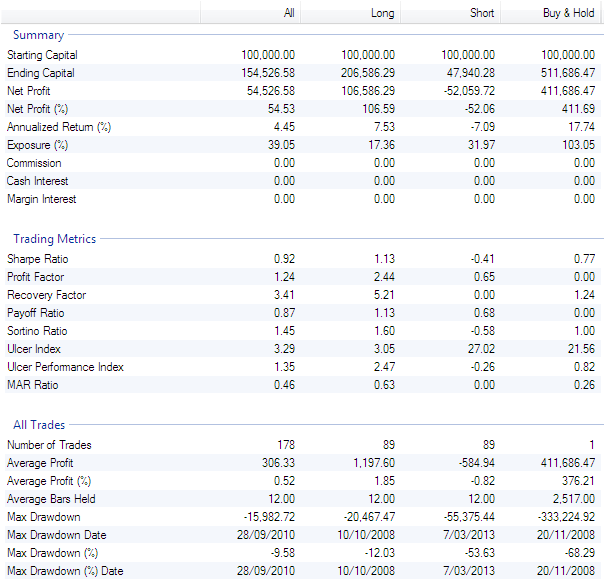 All Long Short Buy & Hold
Summary
Starting Capital 100,000.00 100,000.00 100,000.00 100,000.00
Ending Capital 154,526.58 206,586.29 47,940.28 511,686.47
Net Profit 54,526.58 106,586.29 -52,059.72 411,686.47
Net Profit (%) 54.53 106.59 -52.06 411.69
Annualized Return (%) 4.45 7.53 -7.09 17.74
Exposure (%) 39.05 17.36 31.97 103.05
Commission 0.00 0.00 0.00 0.00
Cash Interest 0.00 0.00 0.00 0.00
Margin Interest 0.00 0.00 0.00 0.00
Trading Metrics
Sharpe Ratio 0.92 1.13 -0.41 0.77
Profit Factor 1.24 2.44 0.65 0.00
Recovery Factor 3.41 5.21 0.00 1.24
Payoff Ratio 0.87 1.13 0.68 0.00
Sortino Ratio 1.45 1.60 -0.58 1.00
Ulcer Index 3.29 3.05 27.02 21.56
Ulcer Performance Index 1.35 2.47 -0.26 0.82
MAR Ratio 0.46 0.63 0.00 0.26
All Trades
Number of Trades 178 89 89 1
Average Profit 306.33 1,197.60 -584.94 411,686.47
Average Profit (%) 0.52 1.85 -0.82 376.21
Average Bars Held 12.00 12.00 12.00 2,517.00
Max Drawdown -15,982.72 -20,467.47 -55,375.44 -333,224.92
Max Drawdown Date 28/09/2010 10/10/2008 7/03/2013 20/11/2008
Max Drawdown (%) -9.58 -12.03 -53.63 -68.29
Max Drawdown (%) Date 28/09/2010 10/10/2008 7/03/2013 20/11/2008